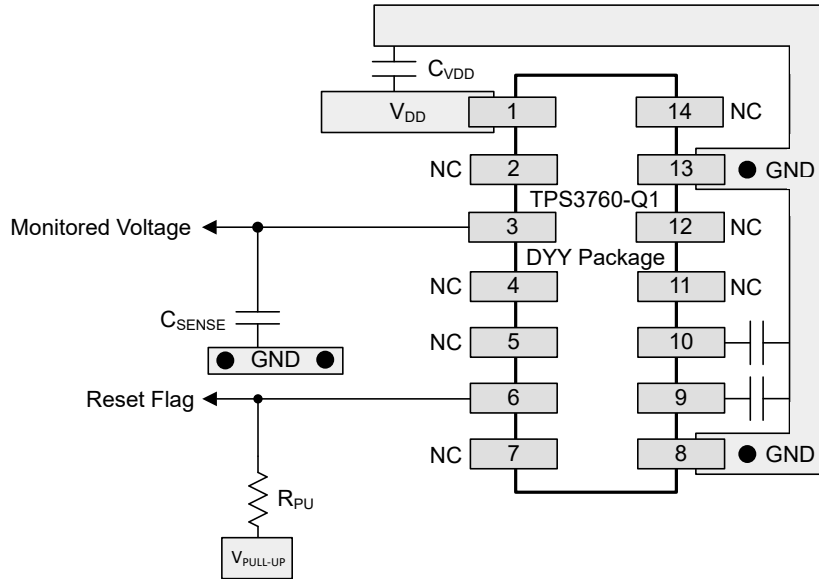 C_VDD
V_DD
1
14
NC
NC
2
13
GND
TPS3760-Q1
Monitored Voltage
3
12
NC
DYY Package
NC
4
11
NC
C_SENSE
GND
NC
5
10
Reset Flag
6
9
NC
7
8
GND
R_PU
V_PULL-UP